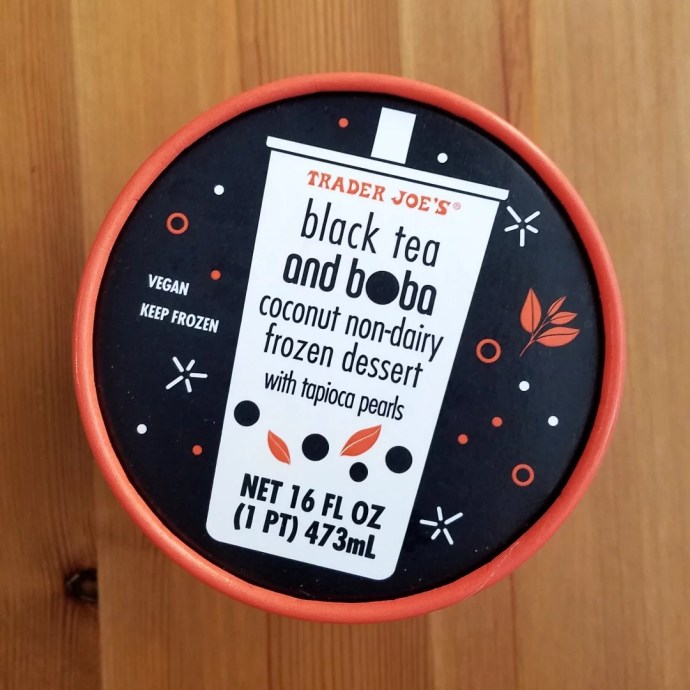 TRADER JOE'S®
black tea
and boba
coconut non-dairy
frozen dessert
with tapioca pearls
NET 16 FL OZ
(1 PT) 473mL
VEGAN
KEEP FROZEN